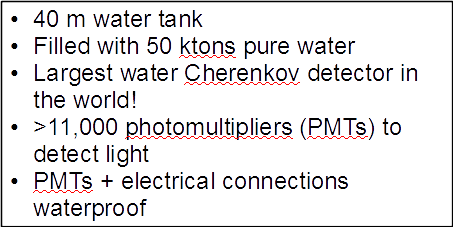 • 40 m water tank
• Filled with 50 ktons pure water
• Largest water Cherenkov detector in
the world!
• >11,000 photomultipliers (PMTs) to
detect light
• PMTs + electrical connections
waterproof